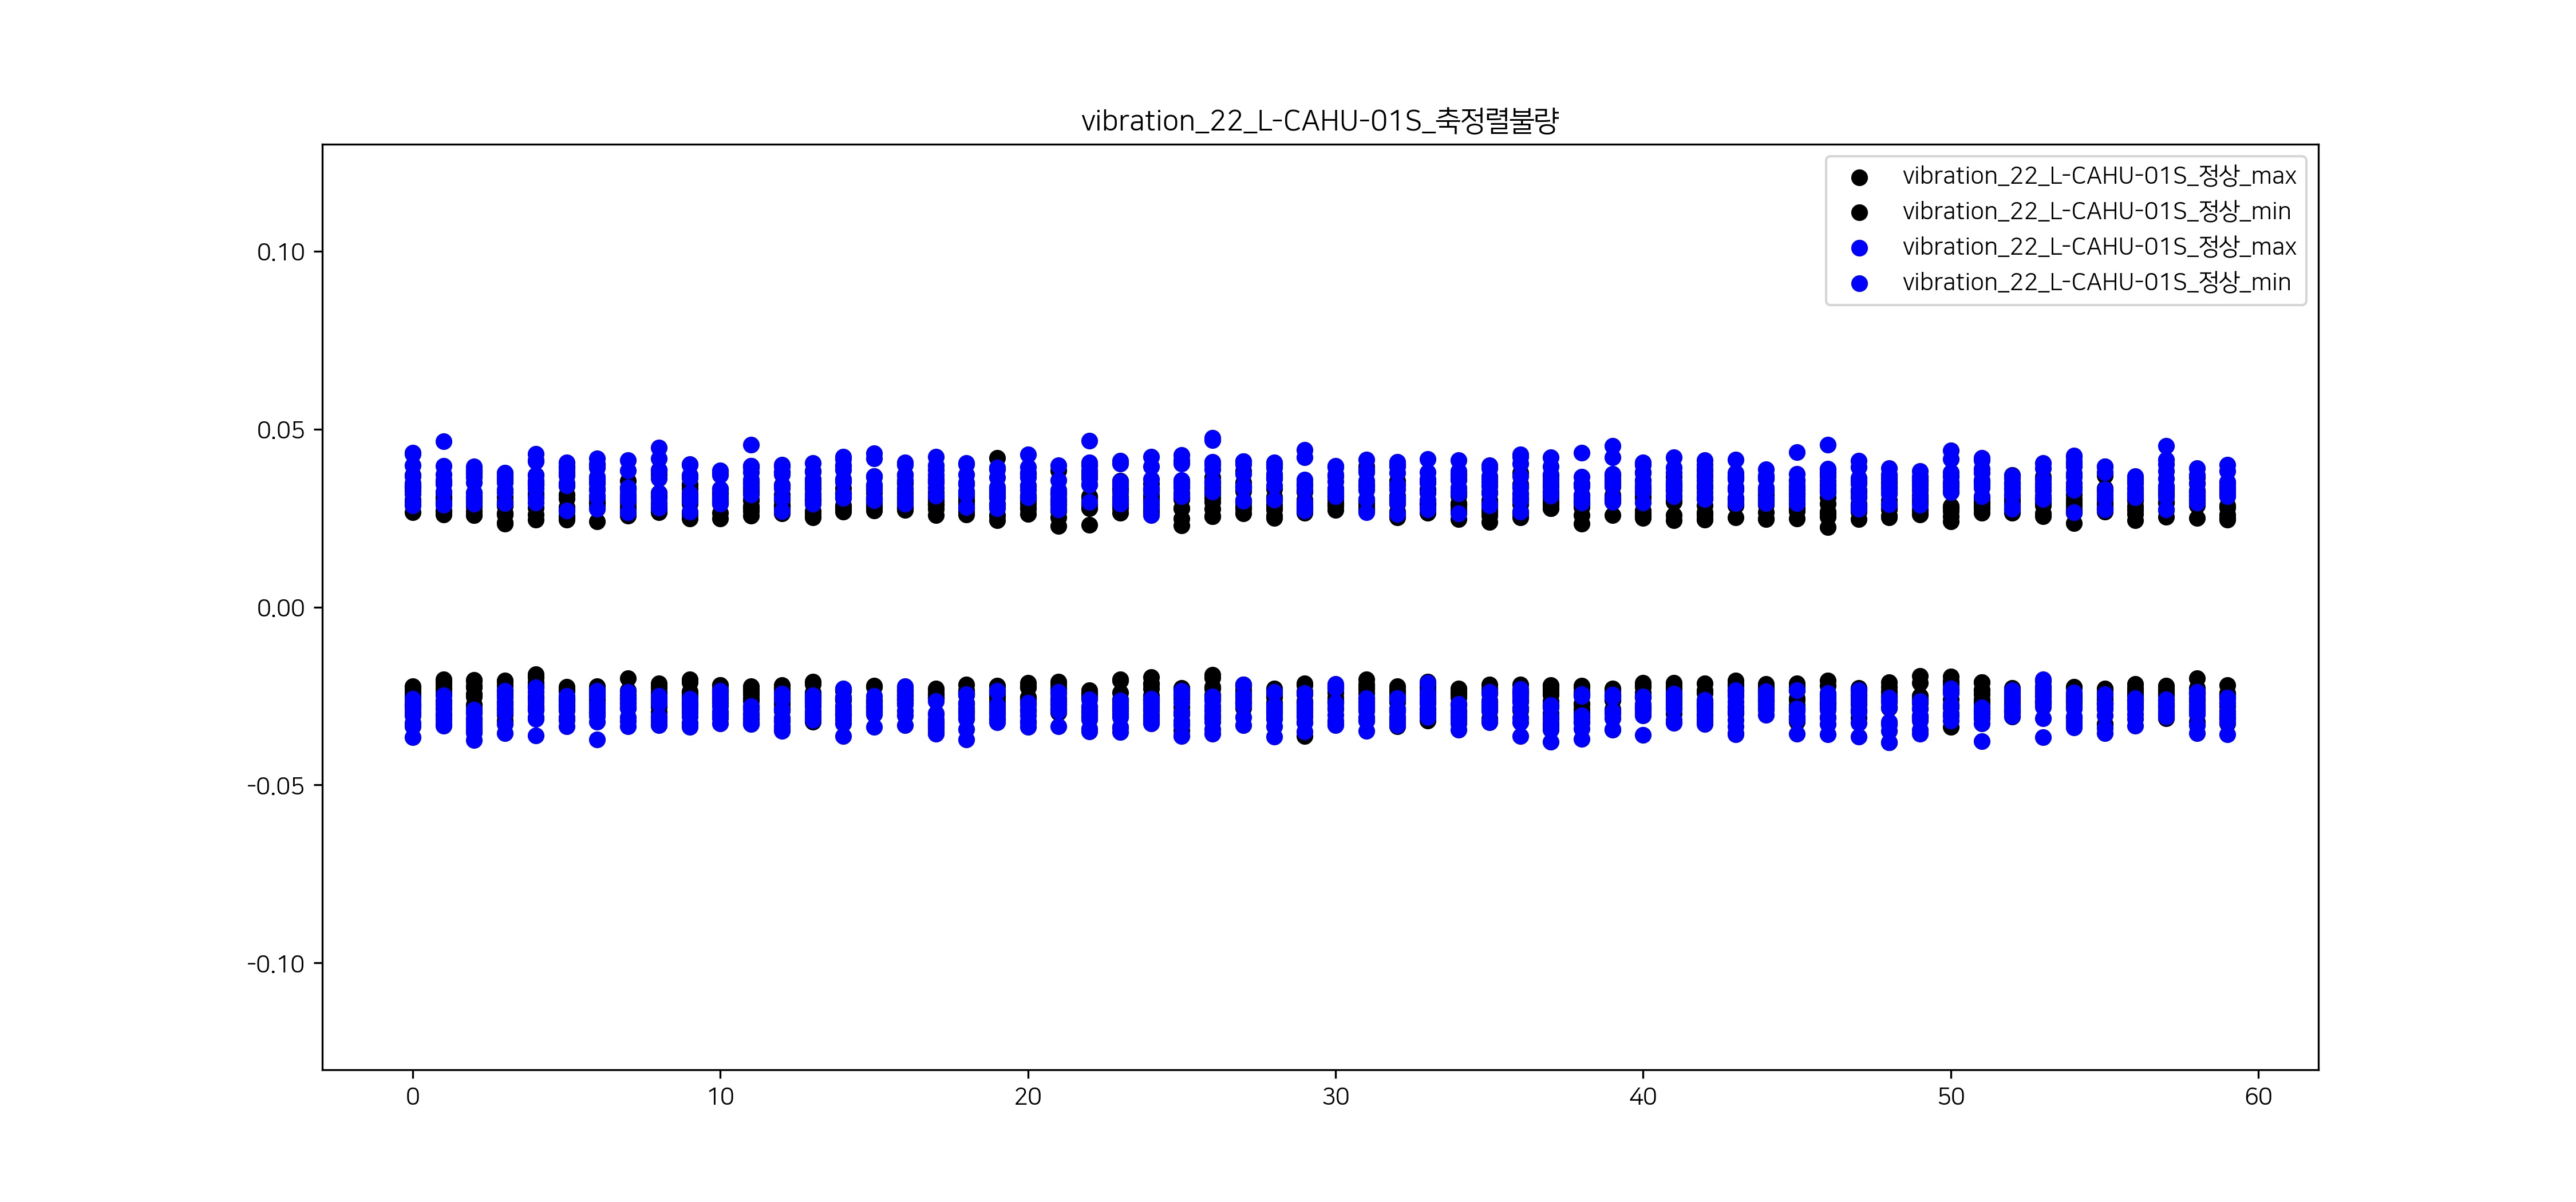 vibration_22_L-CAHU-01S_축정렬불량
vibration_22_L-CAHU-01S_정상_max
vibration_22_L-CAHU-01S_정상_min
vibration_22_L-CAHU-01S_정상_max
vibration_22_L-CAHU-01S_정상_min
0.10
0.05
0.00
-0.05
-0.10
0 10 20 30 40 50 60